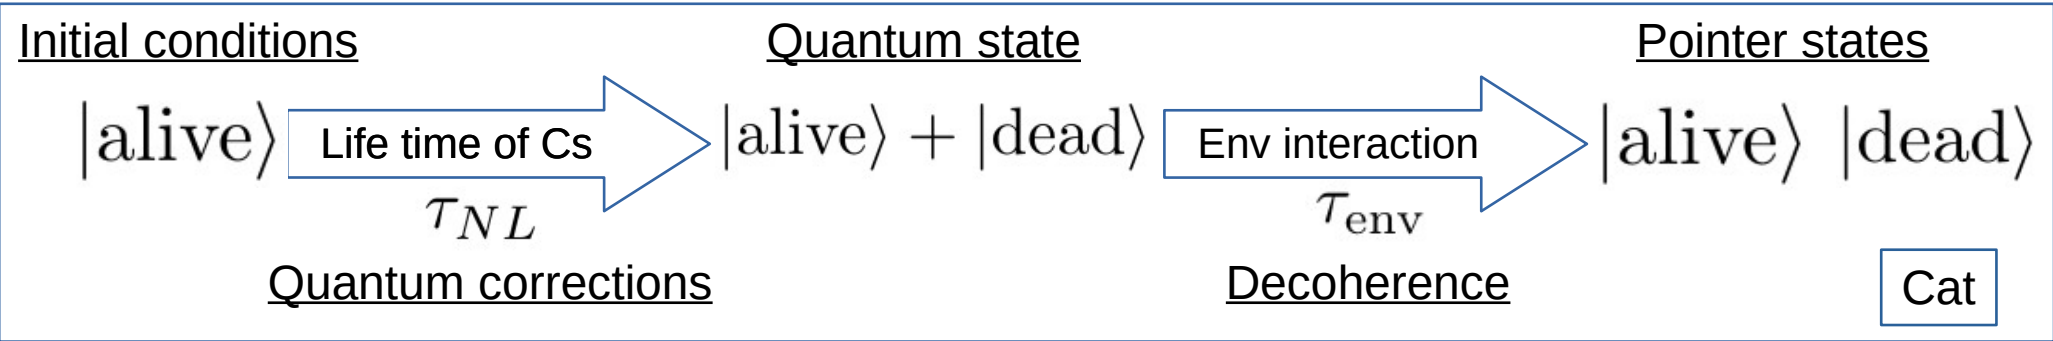 Initial conditions Quantum state Pointer states
|alive⟩ Life time of Cs |alive⟩ + |dead⟩ Env interaction |alive⟩ |dead⟩
τ_{NL} τ_{env}
Quantum corrections Decoherence Cat